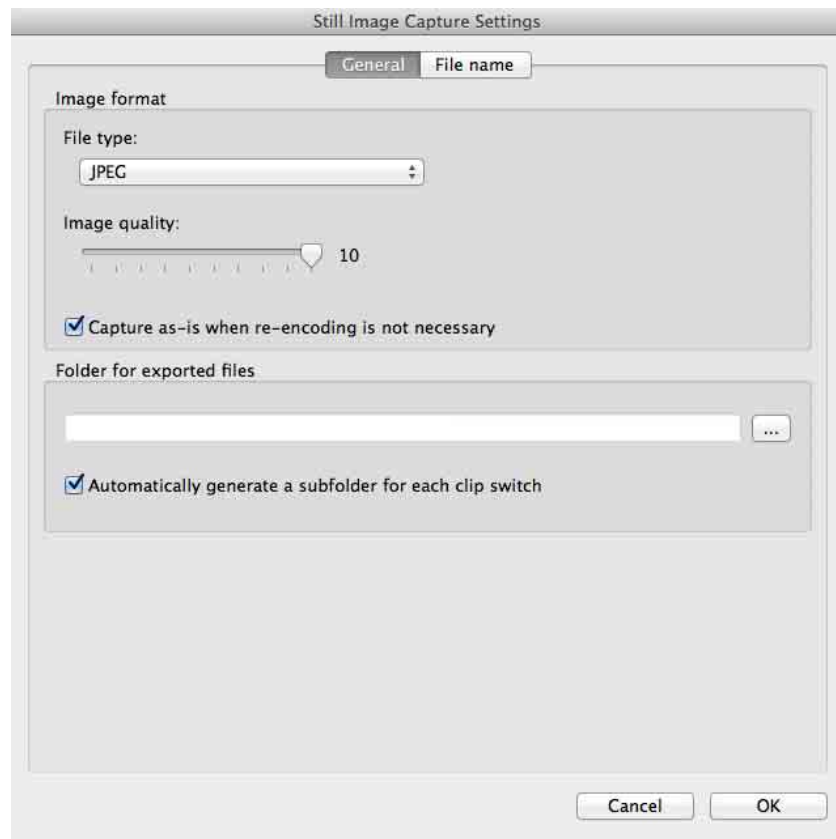 Still Image Capture Settings
General File name
Image format
File type:
JPEG
Image quality:
10
Capture as-is when re-encoding is not necessary
Folder for exported files
...
Automatically generate a subfolder for each clip switch
Cancel OK